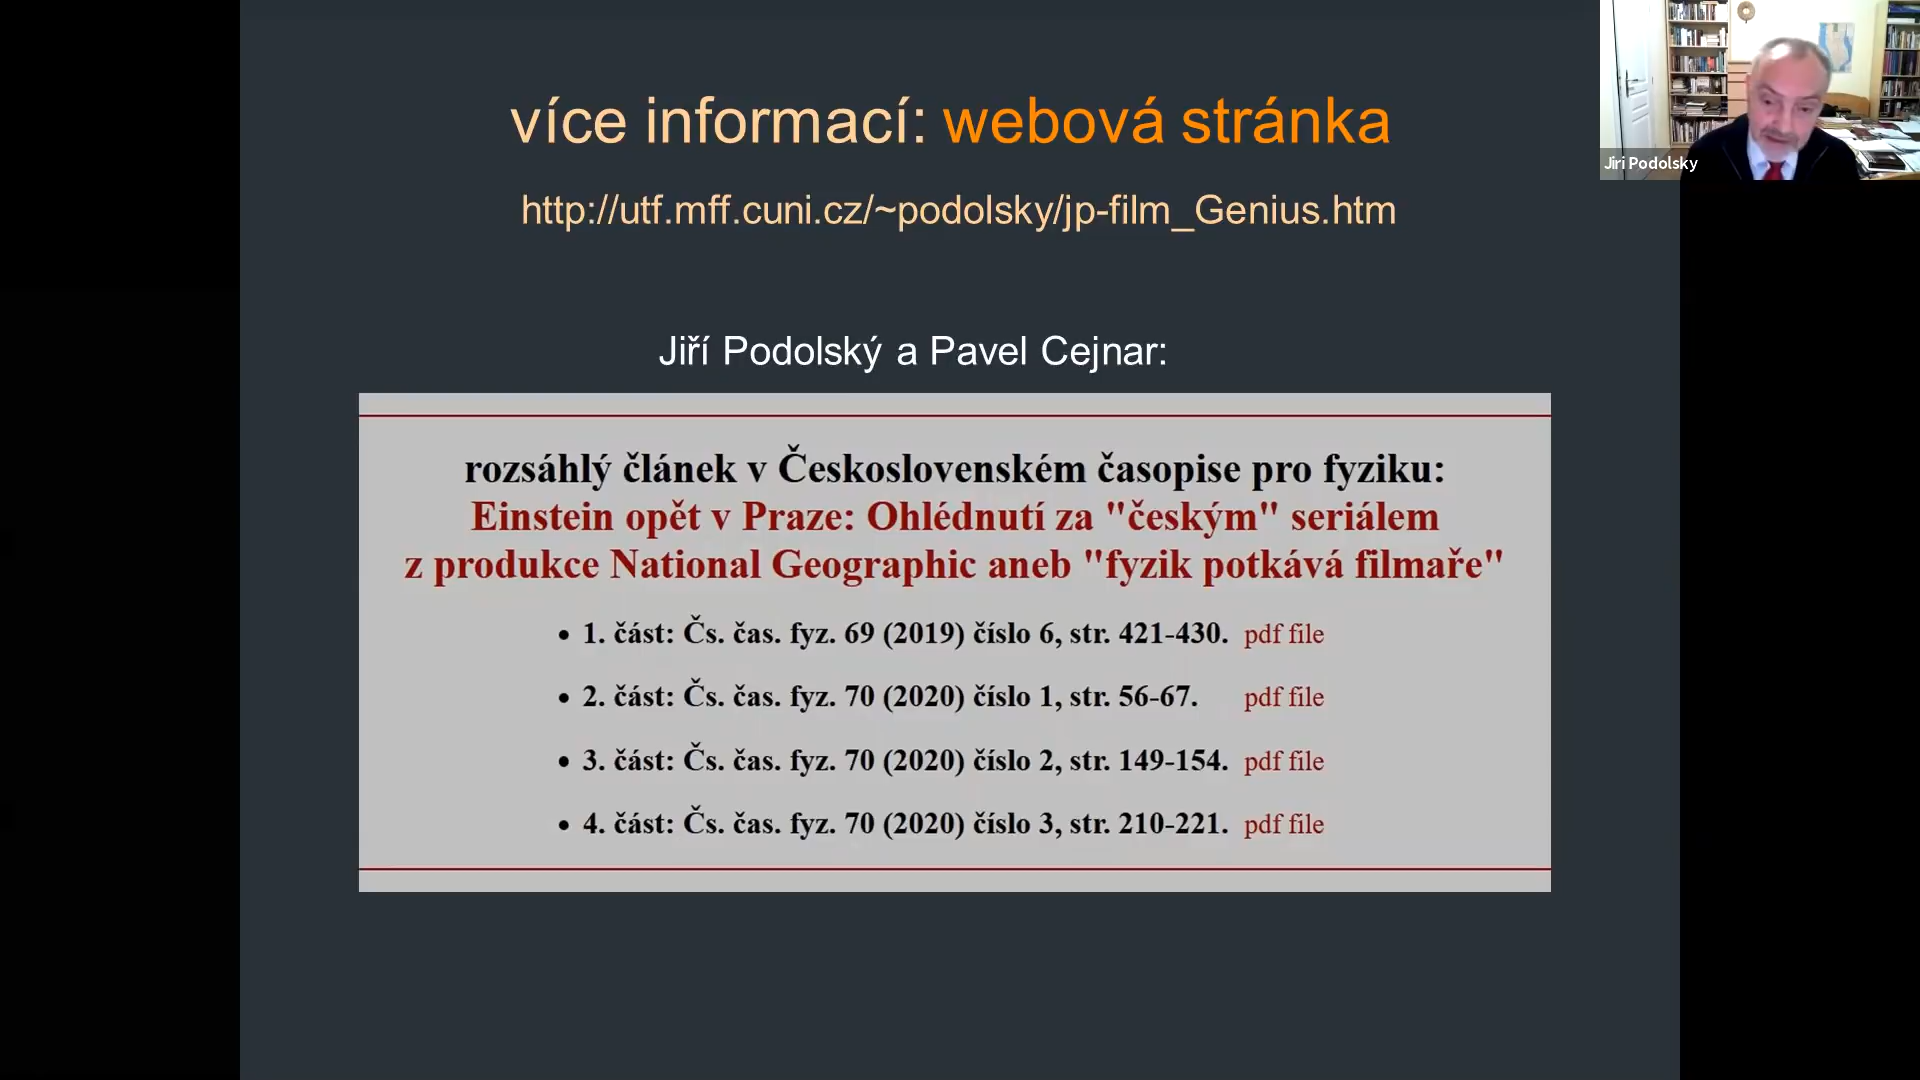 více informací: webová stránka
http://utf.mff.cuni.cz/~podolsky/jp-film_Genius.htm
Jiří Podolský a Pavel Cejnar:
rozsáhlý článek v Československém časopise pro fyziku:
Einstein opět v Praze: Ohlédnutí za "českým" seriálem
z produkce National Geographic aneb "fyzik potkává filmaře"
• 1. část: Čs. čas. fyz. 69 (2019) číslo 6, str. 421-430. pdf file
• 2. část: Čs. čas. fyz. 70 (2020) číslo 1, str. 56-67. pdf file
• 3. část: Čs. čas. fyz. 70 (2020) číslo 2, str. 149-154. pdf file
• 4. část: Čs. čas. fyz. 70 (2020) číslo 3, str. 210-221. pdf file
Jiri Podolsky